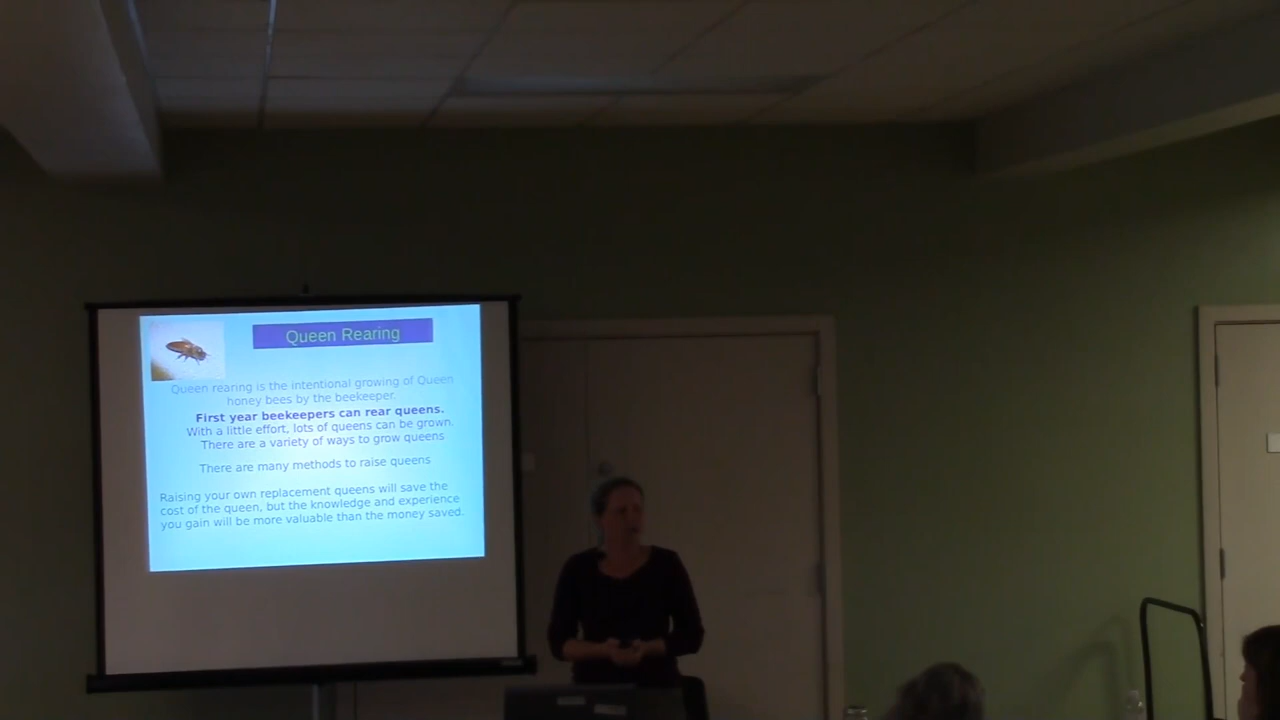 Queen Rearing
Queen rearing is the intentional growing of Queen
honey bees by the beekeeper.
First year beekeepers can rear queens.
With a little effort, lots of queens can be grown.
There are a variety of ways to grow queens
There are many methods to raise queens
Raising your own replacement queens will save the
cost of the queen, but the knowledge and experience
you gain will be more valuable than the money saved.